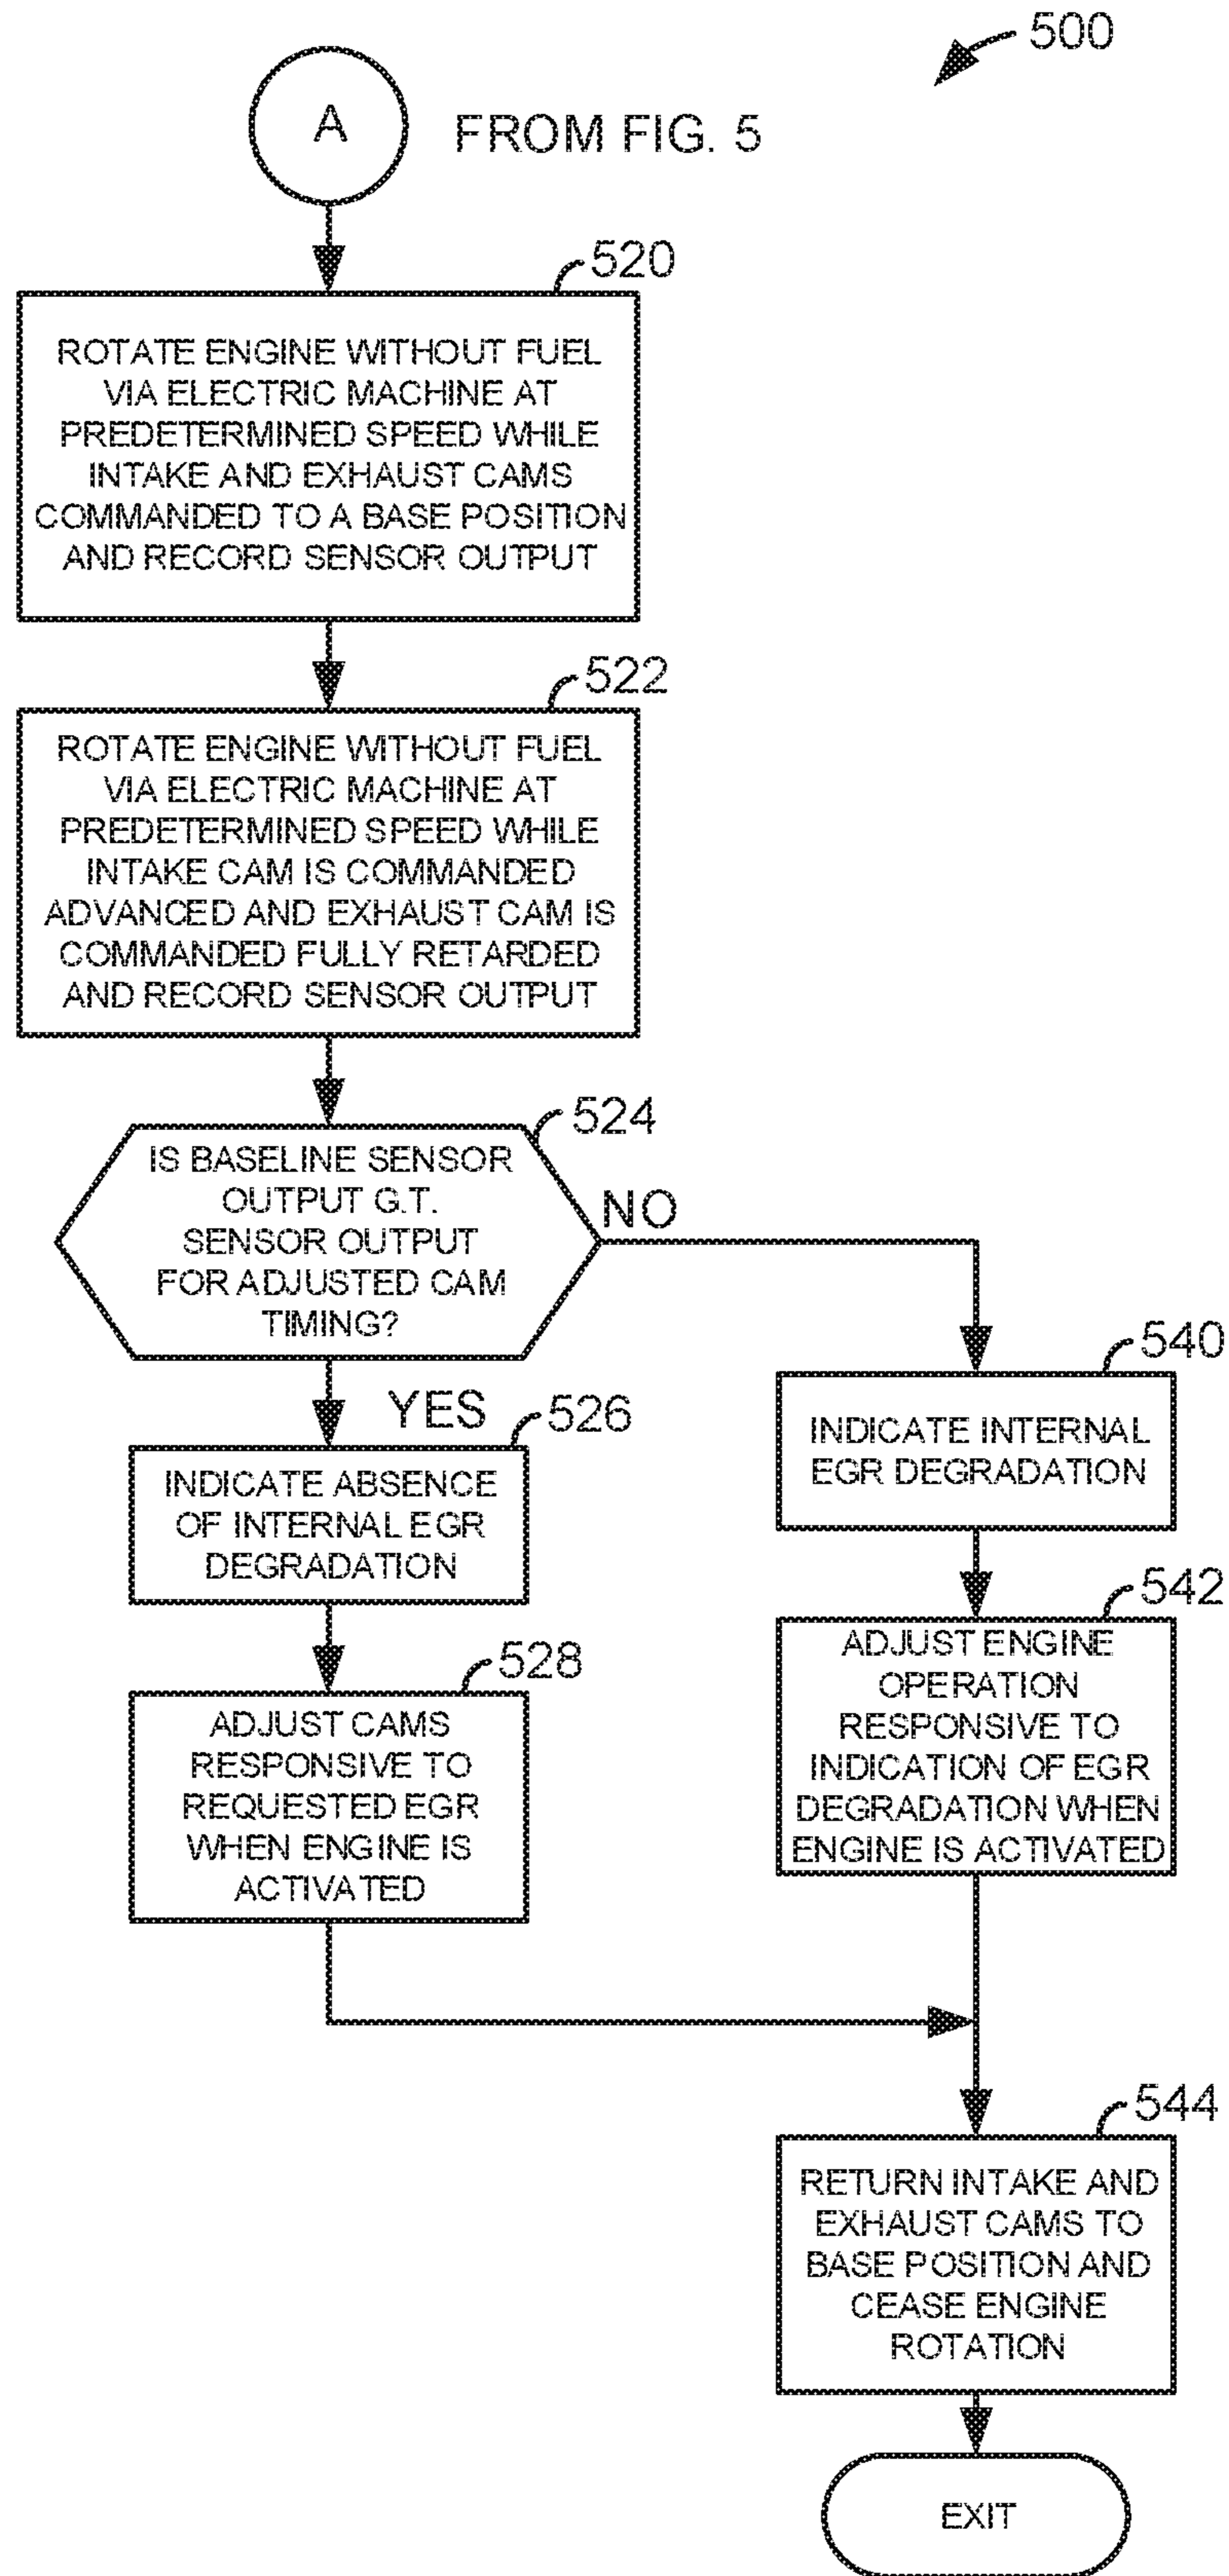 500
A
FROM FIG. 5
520
ROTATE ENGINE WITHOUT FUEL
VIA ELECTRIC MACHINE AT
PREDETERMINED SPEED WHILE
INTAKE AND EXHAUST CAMS
COMMANDED TO A BASE POSITION
AND RECORD SENSOR OUTPUT
522
ROTATE ENGINE WITHOUT FUEL
VIA ELECTRIC MACHINE AT
PREDETERMINED SPEED WHILE
INTAKE CAM IS COMMANDED
ADVANCED AND EXHAUST CAM IS
COMMANDED FULLY RETARDED
AND RECORD SENSOR OUTPUT
524
IS BASELINE SENSOR
OUTPUT G.T.
SENSOR OUTPUT
FOR ADJUSTED CAM
TIMING?
NO
YES
526
INDICATE ABSENCE
OF INTERNAL EGR
DEGRADATION
528
ADJUST CAMS
RESPONSIVE TO
REQUESTED EGR
WHEN ENGINE IS
ACTIVATED
540
INDICATE INTERNAL
EGR DEGRADATION
542
ADJUST ENGINE
OPERATION
RESPONSIVE TO
INDICATION OF EGR
DEGRADATION WHEN
ENGINE IS ACTIVATED
544
RETURN INTAKE AND
EXHAUST CAMS TO
BASE POSITION AND
CEASE ENGINE
ROTATION
EXIT